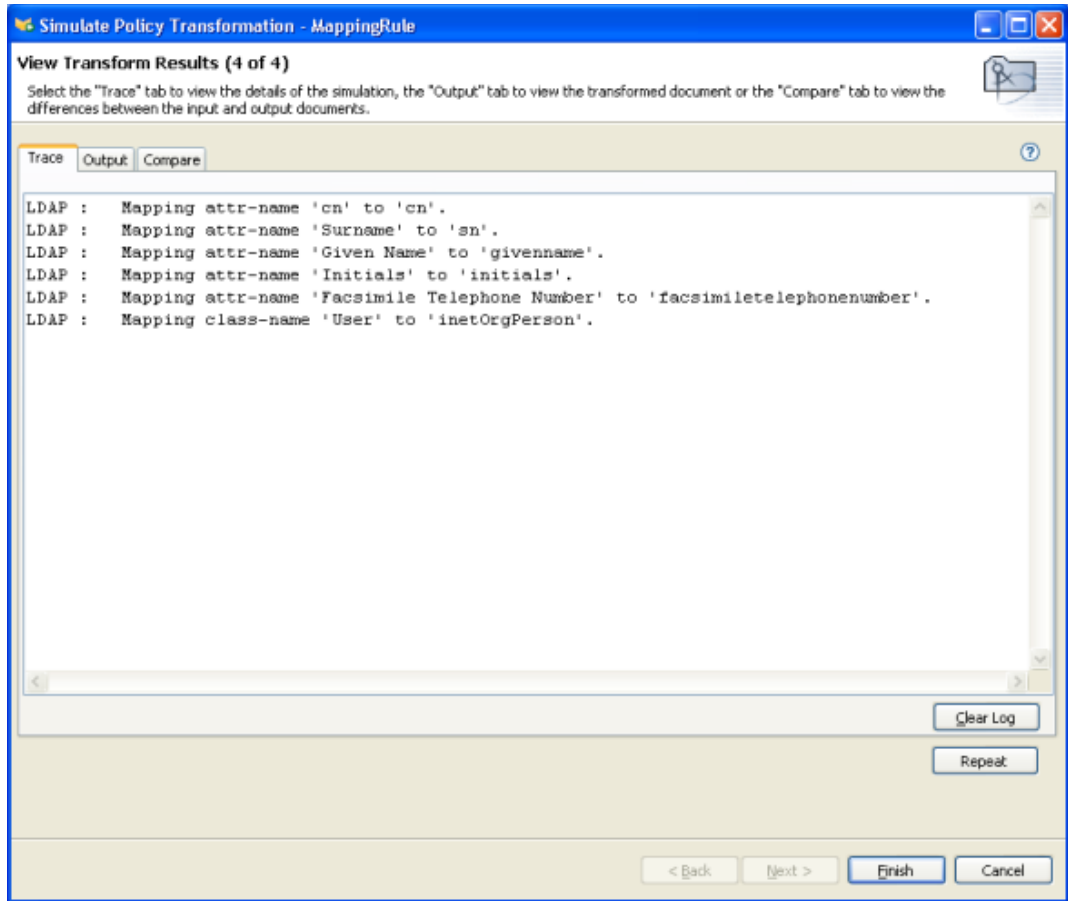 Simulate Policy Transformation - MappingRule
View Transform Results (4 of 4)
Select the "Trace" tab to view the details of the simulation, the "Output" tab to view the transformed document or the "Compare" tab to view the
differences between the input and output documents.
Trace Output Compare
LDAP :   Mapping attr-name 'cn' to 'cn'.
LDAP :   Mapping attr-name 'Surname' to 'sn'.
LDAP :   Mapping attr-name 'Given Name' to 'givenname'.
LDAP :   Mapping attr-name 'Initials' to 'initials'.
LDAP :   Mapping attr-name 'Facsimile Telephone Number' to 'facsimiletelephonenumber'.
LDAP :   Mapping class-name 'User' to 'inetOrgPerson'.
Clear Log
Repeat
< Back Next > Finish Cancel